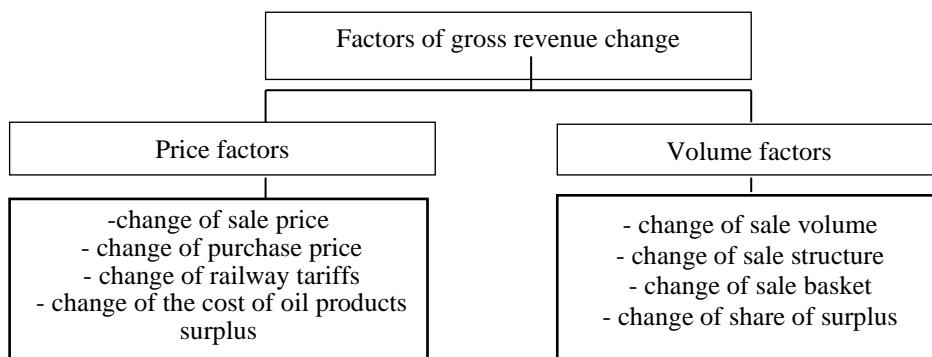 Factors of gross revenue change
Price factors
Volume factors
-change of sale price
- change of purchase price
- change of railway tariffs
- change of the cost of oil products
surplus
- change of sale volume
- change of sale structure
- change of sale basket
- change of share of surplus